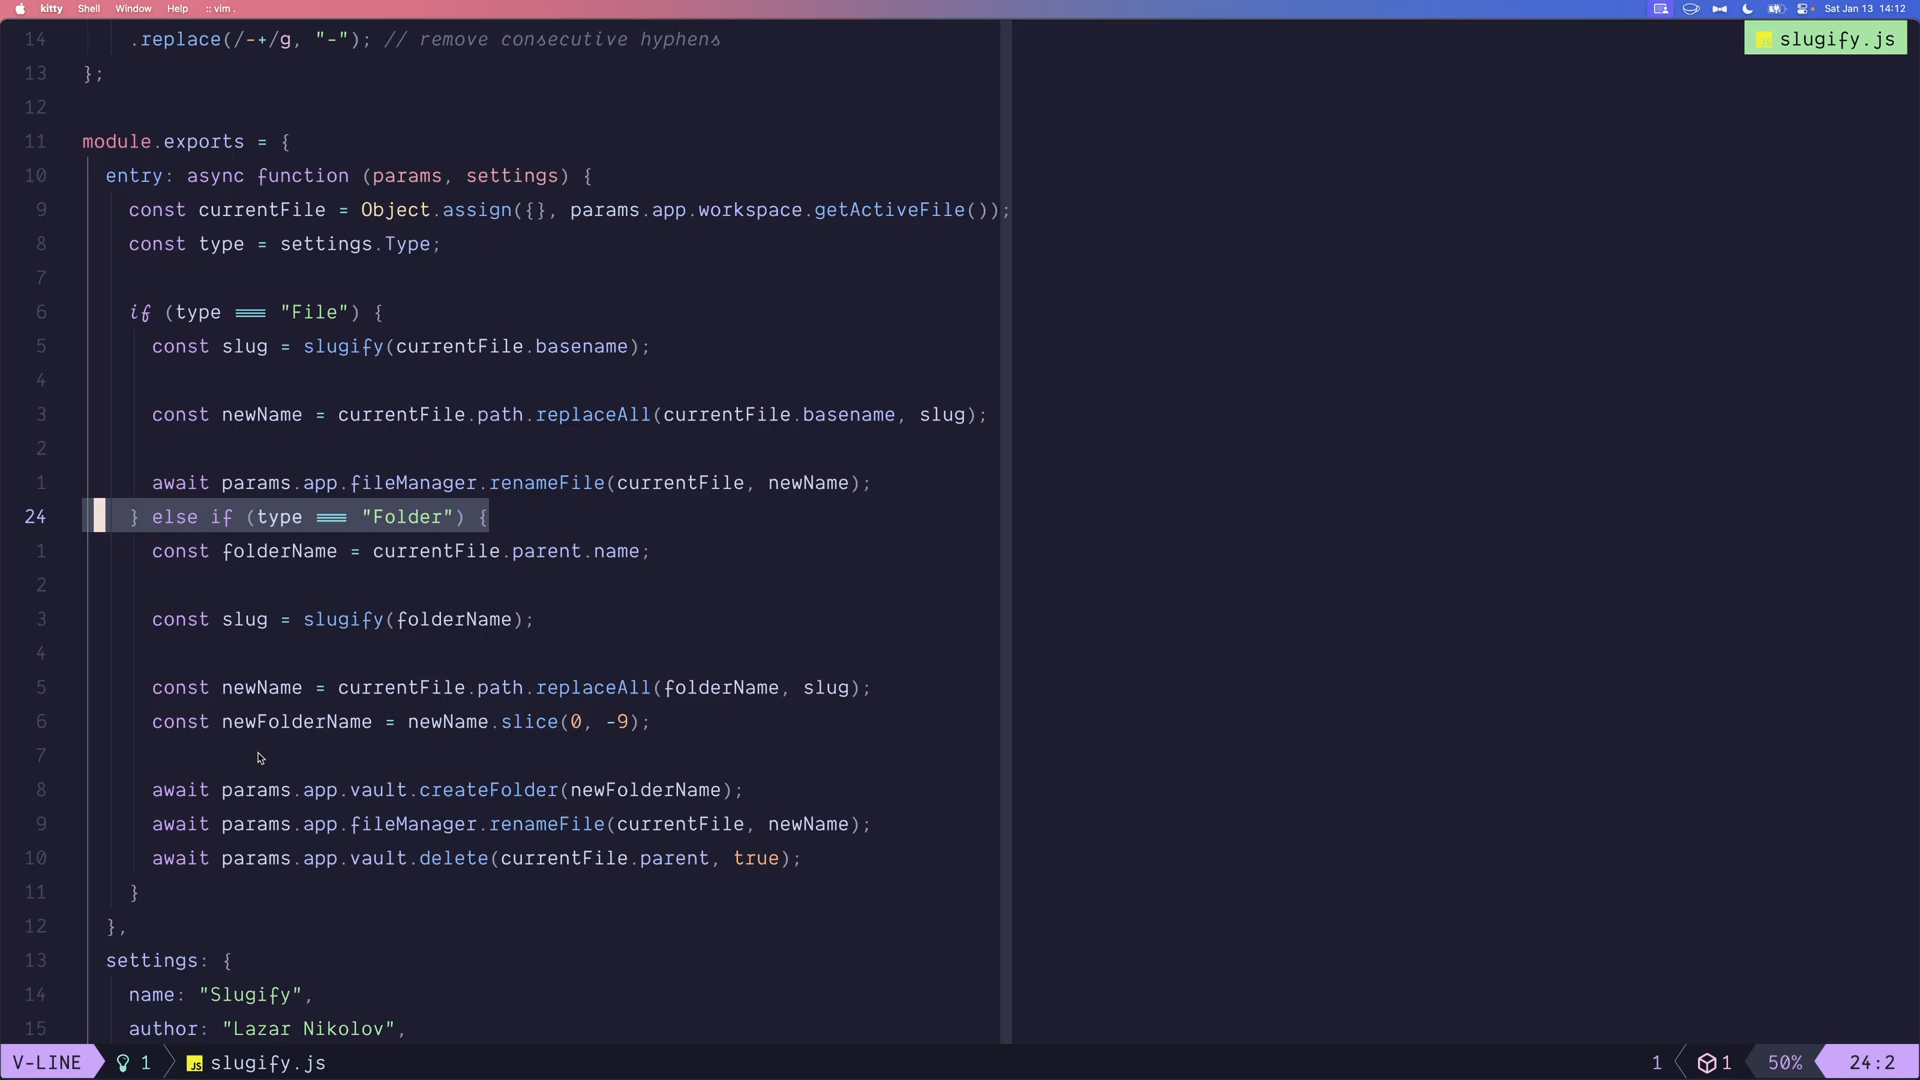 kitty Shell Window Help :: vim . Sat Jan 13 14:12
slugify.js
14 .replace(/-+/g, "-"); // remove consecutive hyphens
13 };
12
11 module.exports = {
10 entry: async function (params, settings) {
9 const currentFile = Object.assign({}, params.app.workspace.getActiveFile());
8 const type = settings.Type;
7
6 if (type === "File") {
5 const slug = slugify(currentFile.basename);
4
3 const newName = currentFile.path.replaceAll(currentFile.basename, slug);
2
1 await params.app.fileManager.renameFile(currentFile, newName);
24 } else if (type === "Folder") {
1 const folderName = currentFile.parent.name;
2
3 const slug = slugify(folderName);
4
5 const newName = currentFile.path.replaceAll(folderName, slug);
6 const newFolderName = newName.slice(0, -9);
7
8 await params.app.vault.createFolder(newFolderName);
9 await params.app.fileManager.renameFile(currentFile, newName);
10 await params.app.vault.delete(currentFile.parent, true);
11 }
12 },
13 settings: {
14 name: "Slugify",
15 author: "Lazar Nikolov",
V-LINE 1 JS slugify.js 1 1 50% 24:2